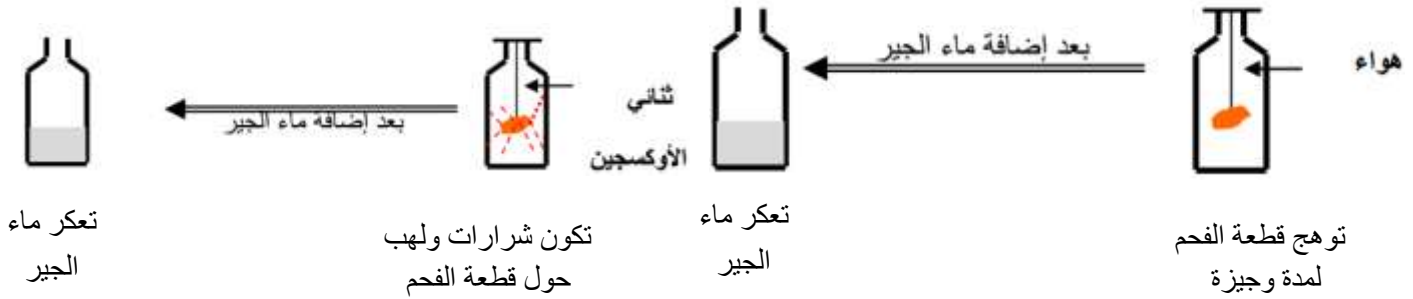 هواء
بعد إضافة ماء الجير
ثنائي
الأوكسجين
بعد إضافة ماء الجير
توهج قطعة الفحم
لمدة وجيزة
تعكر ماء
الجير
تكون شرارات ولهب
حول قطعة الفحم
تعكر ماء
الجير